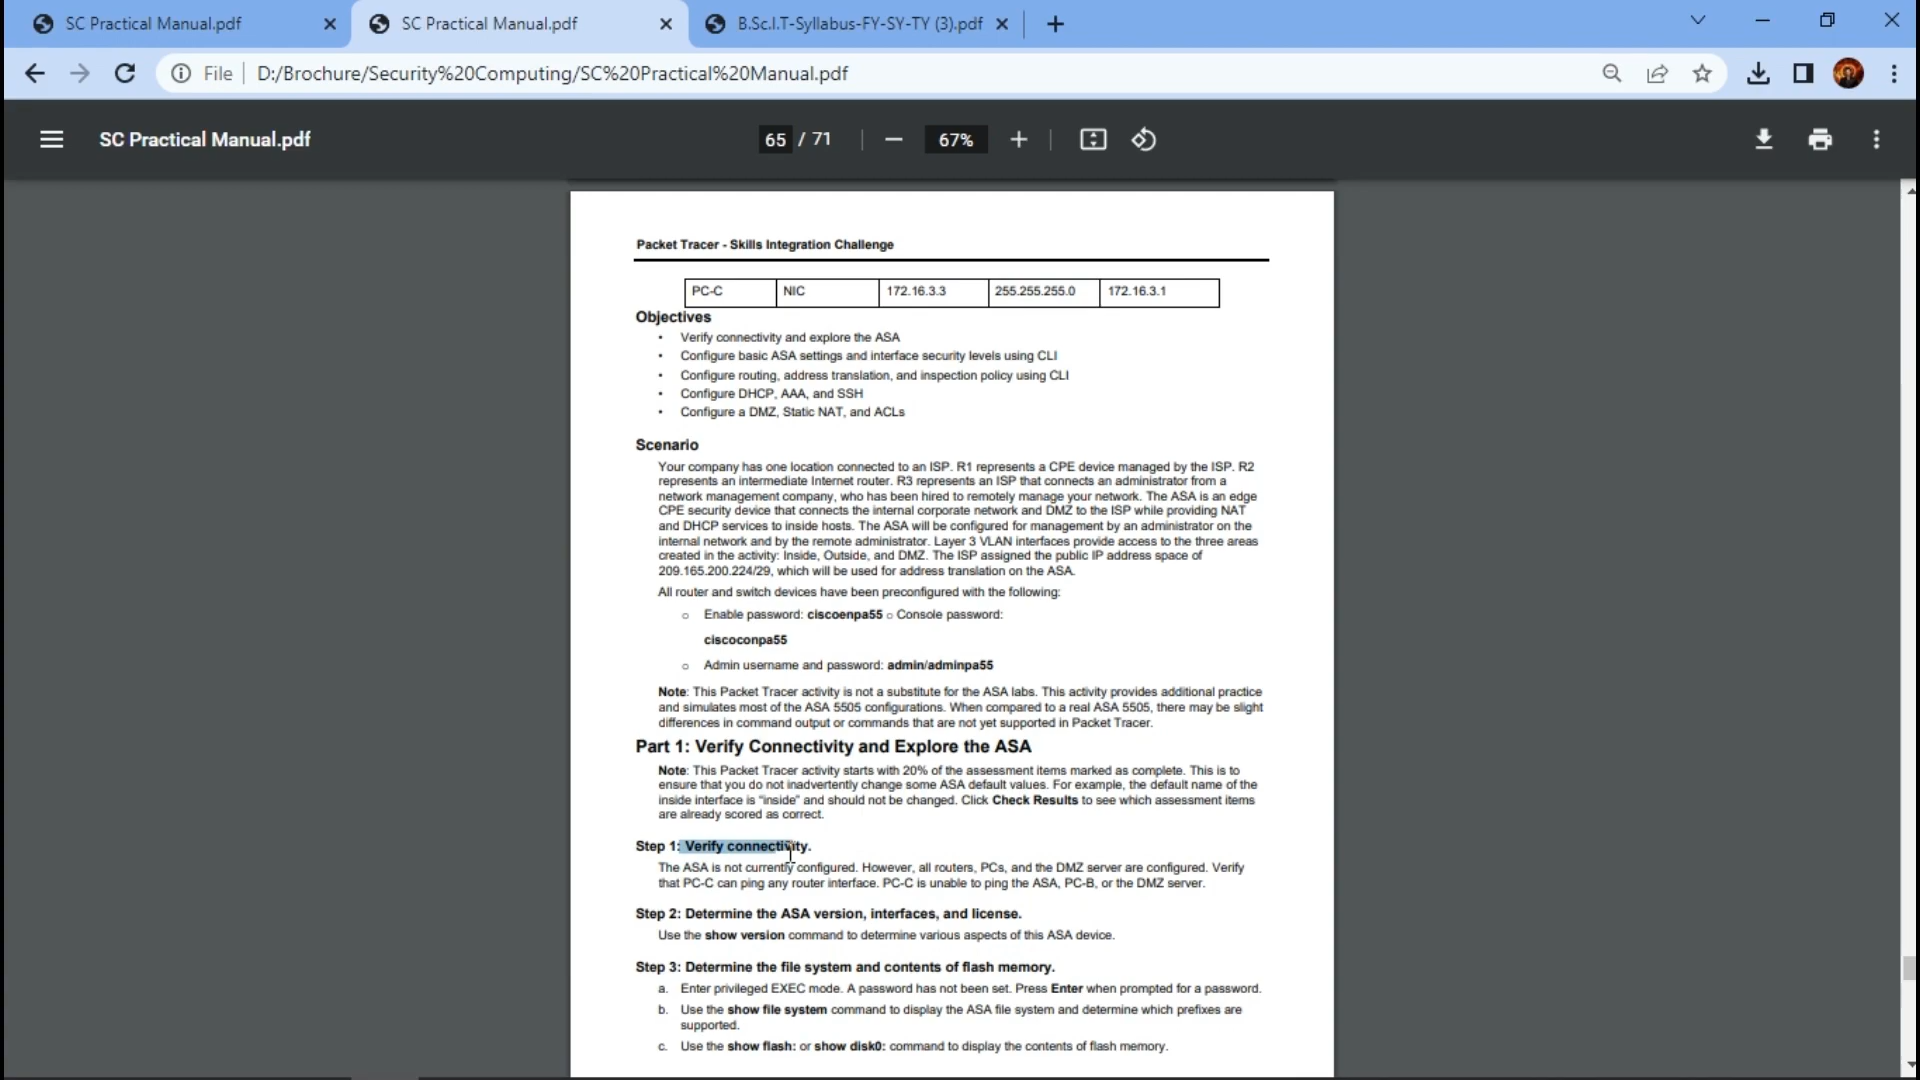 SC Practical Manual.pdf
SC Practical Manual.pdf
B.Sc.I.T-Syllabus-FY-SY-TY (3).pdf
File
D:/Brochure/Security%20Computing/SC%20Practical%20Manual.pdf
SC Practical Manual.pdf
65 / 71
67%
Packet Tracer - Skills Integration Challenge
PC-C NIC 172.16.3.3 255.255.255.0 172.16.3.1
Objectives
• Verify connectivity and explore the ASA
• Configure basic ASA settings and interface security levels using CLI
• Configure routing, address translation, and inspection policy using CLI
• Configure DHCP, AAA, and SSH
• Configure a DMZ, Static NAT, and ACLs
Scenario
Your company has one location connected to an ISP. R1 represents a CPE device managed by the ISP. R2
represents an intermediate Internet router. R3 represents an ISP that connects an administrator from a
network management company, who has been hired to remotely manage your network. The ASA is an edge
CPE security device that connects the internal corporate network and DMZ to the ISP while providing NAT
and DHCP services to inside hosts. The ASA will be configured for management by an administrator on the
internal network and by the remote administrator. Layer 3 VLAN interfaces provide access to the three areas
created in the activity: Inside, Outside, and DMZ. The ISP assigned the public IP address space of
209.165.200.224/29, which will be used for address translation on the ASA.
All router and switch devices have been preconfigured with the following:
o Enable password: ciscoenpa55 o Console password:
ciscoconpa55
o Admin username and password: admin/adminpa55
Note: This Packet Tracer activity is not a substitute for the ASA labs. This activity provides additional practice
and simulates most of the ASA 5505 configurations. When compared to a real ASA 5505, there may be slight
differences in command output or commands that are not yet supported in Packet Tracer.
Part 1: Verify Connectivity and Explore the ASA
Note: This Packet Tracer activity starts with 20% of the assessment items marked as complete. This is to
ensure that you do not inadvertently change some ASA default values. For example, the default name of the
inside interface is “inside” and should not be changed. Click Check Results to see which assessment items
are already scored as correct.
Step 1: Verify connectivity.
The ASA is not currently configured. However, all routers, PCs, and the DMZ server are configured. Verify
that PC-C can ping any router interface. PC-C is unable to ping the ASA, PC-B, or the DMZ server.
Step 2: Determine the ASA version, interfaces, and license.
Use the show version command to determine various aspects of this ASA device.
Step 3: Determine the file system and contents of flash memory.
a. Enter privileged EXEC mode. A password has not been set. Press Enter when prompted for a password.
b. Use the show file system command to display the ASA file system and determine which prefixes are
supported.
c. Use the show flash: or show disk0: command to display the contents of flash memory.